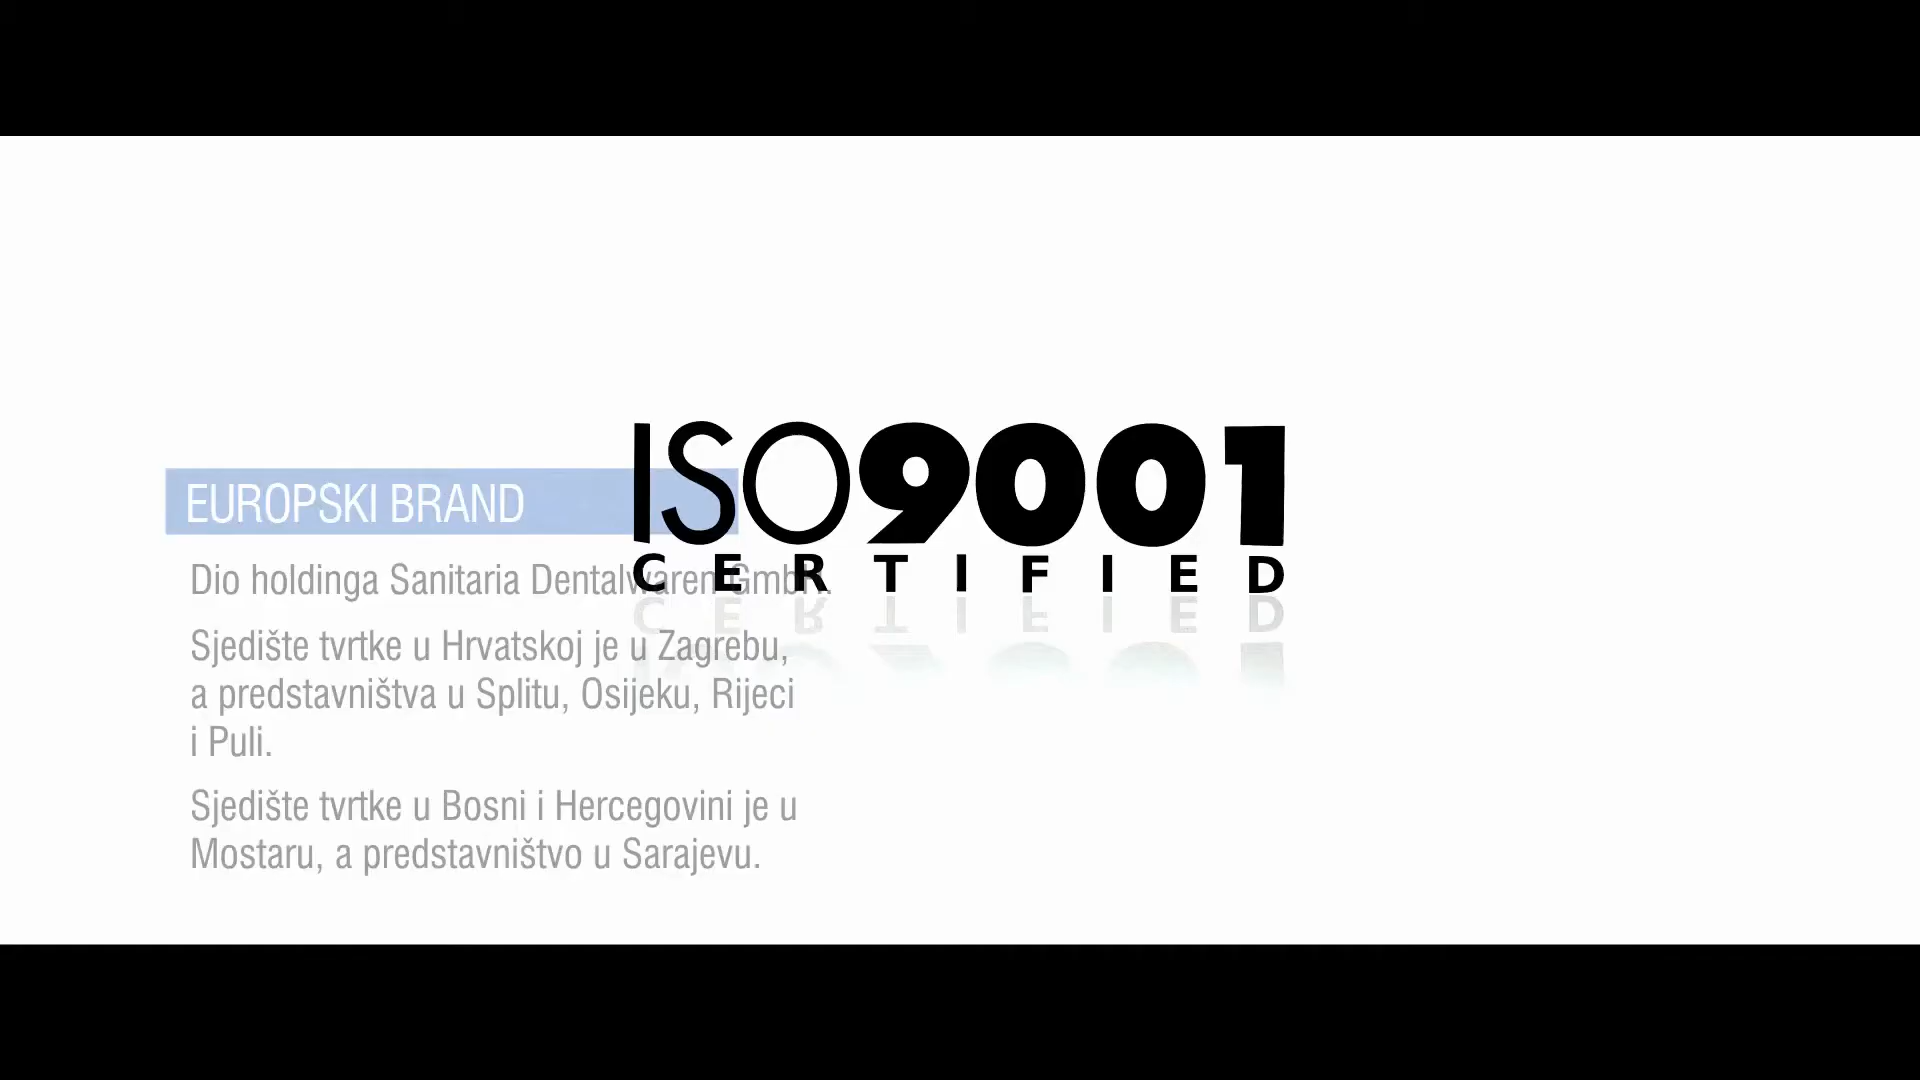 ISO9001
CERTIFIED
EUROPSKI BRAND
Dio holdinga Sanitaria Dentalwaren GmbH.
Sjedište tvrtke u Hrvatskoj je u Zagrebu,
a predstavništva u Splitu, Osijeku, Rijeci
i Puli.
Sjedište tvrtke u Bosni i Hercegovini je u
Mostaru, a predstavništvo u Sarajevu.